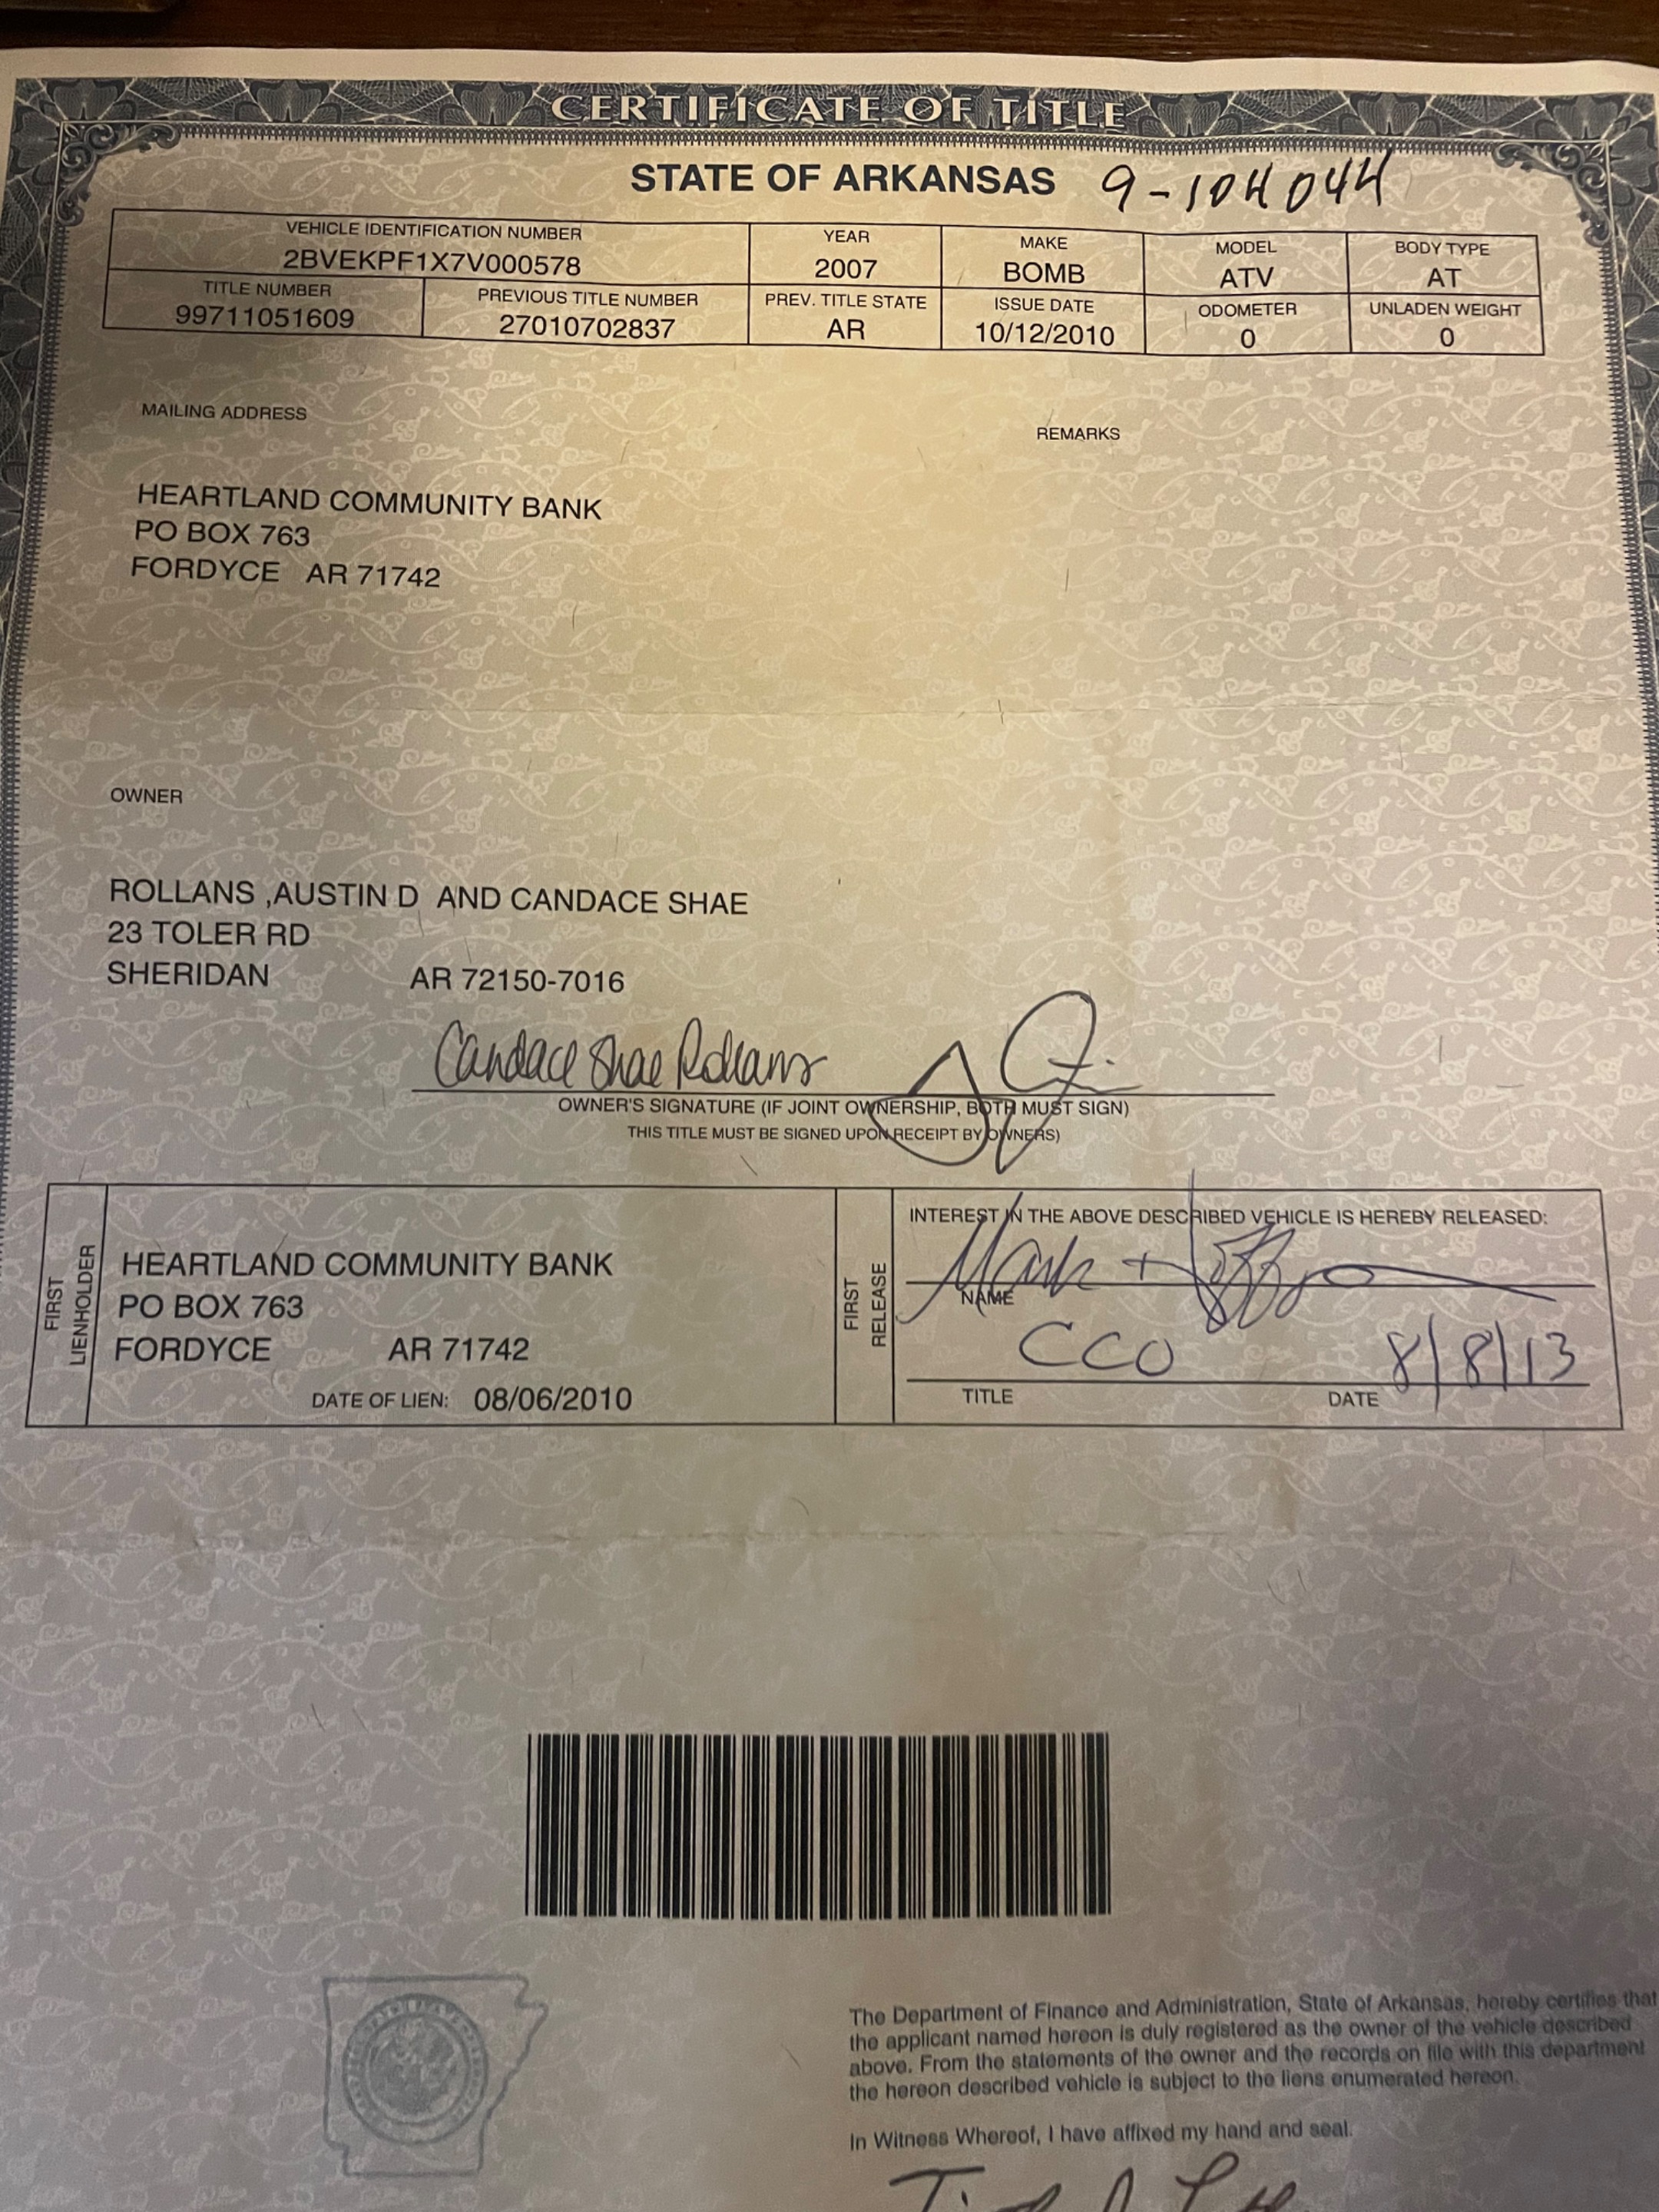 CERTIFICATE OF TITLE
STATE OF ARKANSAS 9-104044
VEHICLE IDENTIFICATION NUMBER YEAR MAKE MODEL BODY TYPE
2BVEKPF1X7V000578 2007 BOMB ATV AT
TITLE NUMBER PREVIOUS TITLE NUMBER PREV. TITLE STATE ISSUE DATE ODOMETER UNLADEN WEIGHT
99711051609 27010702837 AR 10/12/2010 0 0
MAILING ADDRESS
REMARKS
HEARTLAND COMMUNITY BANK
PO BOX 763
FORDYCE AR 71742
OWNER
ROLLANS ,AUSTIN D AND CANDACE SHAE
23 TOLER RD
SHERIDAN AR 72150-7016
Candace Shae Rollans
OWNER'S SIGNATURE (IF JOINT OWNERSHIP, BOTH MUST SIGN)
THIS TITLE MUST BE SIGNED UPON RECEIPT BY OWNERS)
FIRST LIENHOLDER
HEARTLAND COMMUNITY BANK
PO BOX 763
FORDYCE AR 71742
DATE OF LIEN: 08/06/2010
FIRST RELEASE
INTEREST IN THE ABOVE DESCRIBED VEHICLE IS HEREBY RELEASED:
Mark
NAME
CCO 8/8/13
TITLE DATE
The Department of Finance and Administration, State of Arkansas, hereby certifies that
the applicant named hereon is duly registered as the owner of the vehicle described
above. From the statements of the owner and the records on file with this department
the hereon described vehicle is subject to the liens enumerated hereon.
In Witness Whereof, I have affixed my hand and seal.